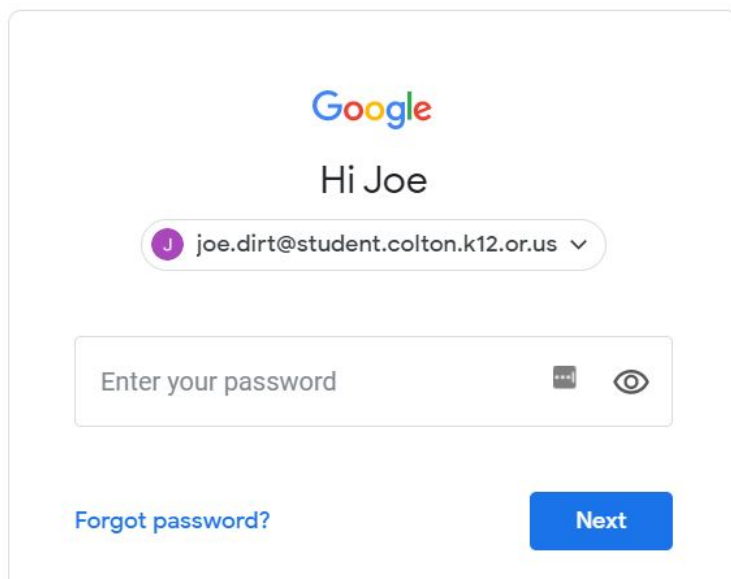 Google
Hi Joe
J joe.dirt@student.colton.k12.or.us
Enter your password
Forgot password? Next